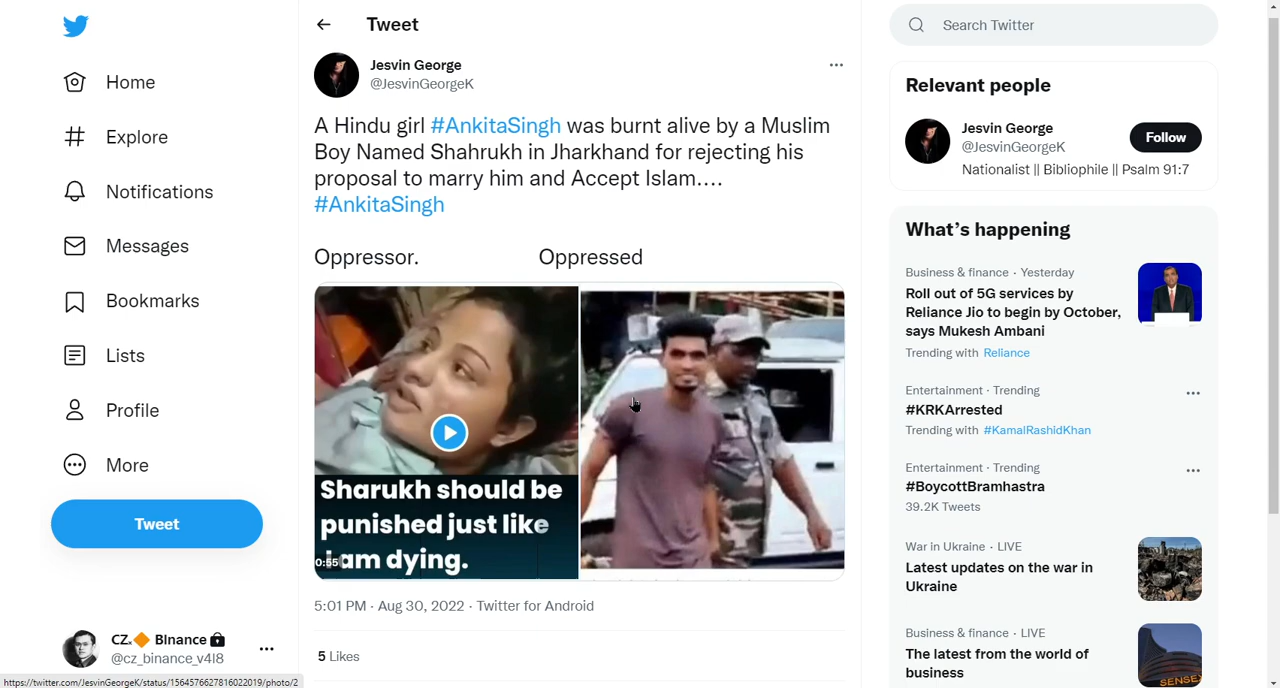 Tweet
Search Twitter
Home
Explore
Notifications
Messages
Bookmarks
Lists
Profile
More
Tweet
CZ. BInance
@cz_binance_v4l8
Jesvin George
@JesvinGeorgeK
A Hindu girl #AnkitaSingh was burnt alive by a Muslim
Boy Named Shahrukh in Jharkhand for rejecting his
proposal to marry him and Accept Islam....
#AnkitaSingh
Oppressor. Oppressed
Sharukh should be
punished just like
I am dying.
0:55
5:01 PM · Aug 30, 2022 · Twitter for Android
5 Likes
Relevant people
Jesvin George
@JesvinGeorgeK
Follow
Nationalist || Bibliophile || Psalm 91:7
What's happening
Business & finance · Yesterday
Roll out of 5G services by
Reliance Jio to begin by October,
says Mukesh Ambani
Trending with Reliance
Entertainment · Trending
#KRKArrested
Trending with #KamalRashidKhan
Entertainment · Trending
#BoycottBramhastra
39.2K Tweets
War in Ukraine · LIVE
Latest updates on the war in
Ukraine
Business & finance · LIVE
The latest from the world of
business
SENSEX
https://twitter.com/JesvinGeorgeK/status/1564576627816022019/photo/2